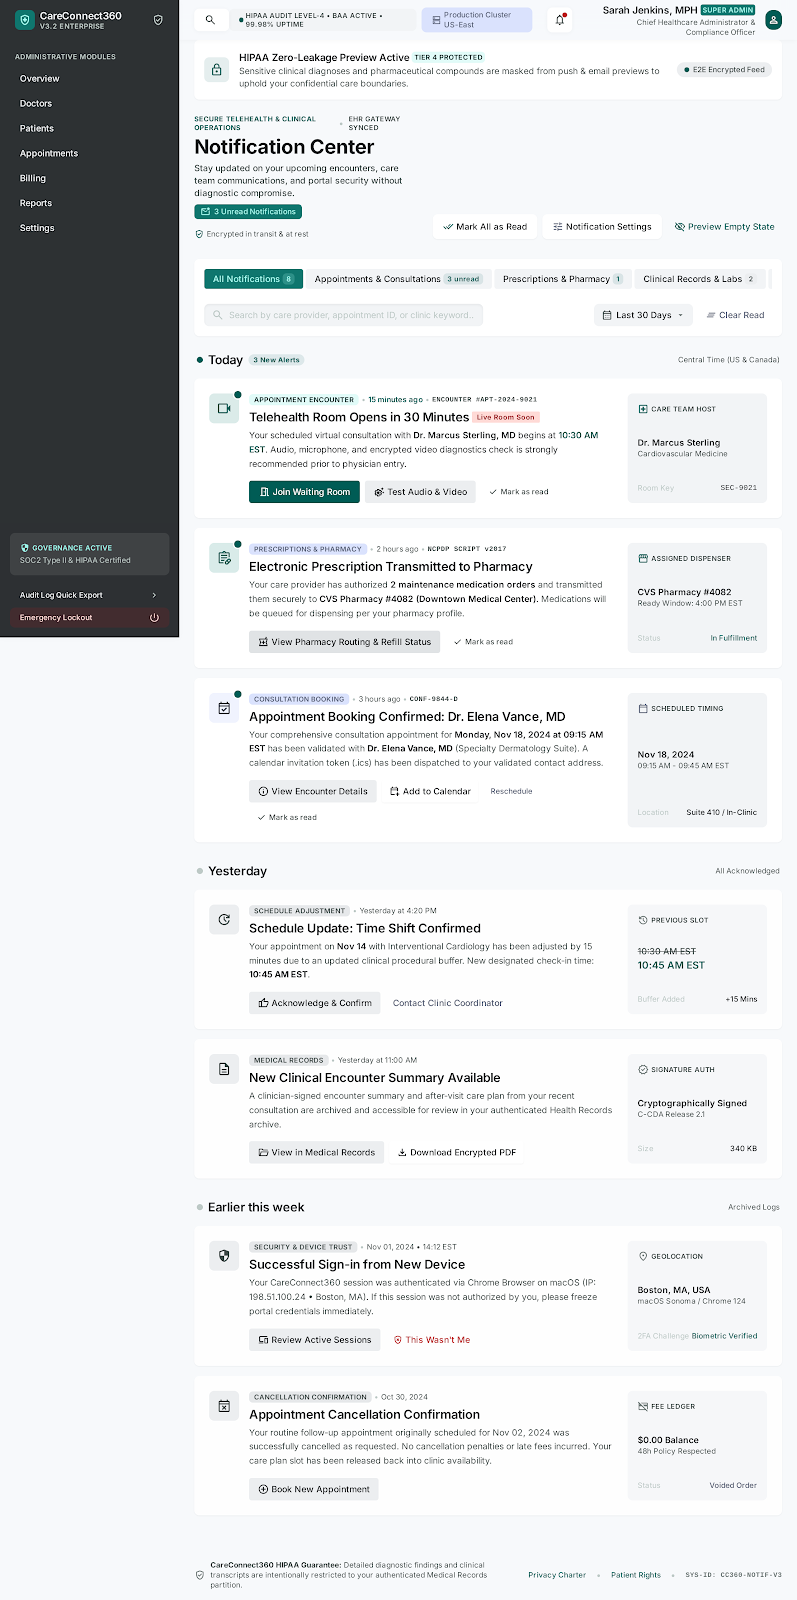 CareConnect360
V3.2 ENTERPRISE
ADMINISTRATIVE MODULES
Overview
Doctors
Patients
Appointments
Billing
Reports
Settings
GOVERNANCE ACTIVE
SOC2 Type II & HIPAA Certified
Audit Log Quick Export
Emergency Lockout
HIPAA AUDIT LEVEL-4 • BAA ACTIVE •
99.98% UPTIME
Production Cluster
US-East
Sarah Jenkins, MPH SUPER ADMIN
Chief Healthcare Administrator &
Compliance Officer
HIPAA Zero-Leakage Preview Active TIER 4 PROTECTED
Sensitive clinical diagnoses and pharmaceutical compounds are masked from push & email previews to
uphold your confidential care boundaries.
E2E Encrypted Feed
SECURE TELEHEALTH & CLINICAL
OPERATIONS
• EHR GATEWAY
SYNCED
Notification Center
Stay updated on your upcoming encounters, care
team communications, and portal security without
diagnostic compromise.
3 Unread Notifications
Encrypted in transit & at rest
Mark All as Read
Notification Settings
Preview Empty State
All Notifications 8
Appointments & Consultations 3 unread
Prescriptions & Pharmacy 1
Clinical Records & Labs 2
Search by care provider, appointment ID, or clinic keyword..
Last 30 Days
Clear Read
Today 3 New Alerts
Central Time (US & Canada)
APPOINTMENT ENCOUNTER • 15 minutes ago • ENCOUNTER #APT-2024-9021
Telehealth Room Opens in 30 Minutes Live Room Soon
Your scheduled virtual consultation with Dr. Marcus Sterling, MD begins at 10:30 AM
EST. Audio, microphone, and encrypted video diagnostics check is strongly
recommended prior to physician entry.
Join Waiting Room
Test Audio & Video
Mark as read
CARE TEAM HOST
Dr. Marcus Sterling
Cardiovascular Medicine
Room Key SEC-9021
PRESCRIPTIONS & PHARMACY • 2 hours ago • NCPDP SCRIPT v2017
Electronic Prescription Transmitted to Pharmacy
Your care provider has authorized 2 maintenance medication orders and transmitted
them securely to CVS Pharmacy #4082 (Downtown Medical Center). Medications will
be queued for dispensing per your pharmacy profile.
View Pharmacy Routing & Refill Status
Mark as read
ASSIGNED DISPENSER
CVS Pharmacy #4082
Ready Window: 4:00 PM EST
Status In Fulfillment
CONSULTATION BOOKING • 3 hours ago • CONF-9844-D
Appointment Booking Confirmed: Dr. Elena Vance, MD
Your comprehensive consultation appointment for Monday, Nov 18, 2024 at 09:15 AM
EST has been validated with Dr. Elena Vance, MD (Specialty Dermatology Suite). A
calendar invitation token (.ics) has been dispatched to your validated contact address.
View Encounter Details
Add to Calendar
Reschedule
Mark as read
SCHEDULED TIMING
Nov 18, 2024
09:15 AM - 09:45 AM EST
Location Suite 410 / In-Clinic
Yesterday
All Acknowledged
SCHEDULE ADJUSTMENT • Yesterday at 4:20 PM
Schedule Update: Time Shift Confirmed
Your appointment on Nov 14 with Interventional Cardiology has been adjusted by 15
minutes due to an updated clinical procedural buffer. New designated check-in time:
10:45 AM EST.
Acknowledge & Confirm
Contact Clinic Coordinator
PREVIOUS SLOT
10:30 AM EST
10:45 AM EST
Buffer Added +15 Mins
MEDICAL RECORDS • Yesterday at 11:00 AM
New Clinical Encounter Summary Available
A clinician-signed encounter summary and after-visit care plan from your recent
consultation are archived and accessible for review in your authenticated Health Records
archive.
View in Medical Records
Download Encrypted PDF
SIGNATURE AUTH
Cryptographically Signed
C-CDA Release 2.1
Size 340 KB
Earlier this week
Archived Logs
SECURITY & DEVICE TRUST • Nov 01, 2024 • 14:12 EST
Successful Sign-in from New Device
Your CareConnect360 session was authenticated via Chrome Browser on macOS (IP:
198.51.100.24 • Boston, MA). If this session was not authorized by you, please freeze
portal credentials immediately.
Review Active Sessions
This Wasn't Me
GEOLOCATION
Boston, MA, USA
macOS Sonoma / Chrome 124
2FA Challenge Biometric Verified
CANCELLATION CONFIRMATION • Oct 30, 2024
Appointment Cancellation Confirmation
Your routine follow-up appointment originally scheduled for Nov 02, 2024 was
successfully cancelled as requested. No cancellation penalties or late fees incurred. Your
care plan slot has been released back into clinic availability.
Book New Appointment
FEE LEDGER
$0.00 Balance
48h Policy Respected
Status Voided Order
CareConnect360 HIPAA Guarantee: Detailed diagnostic findings and clinical
transcripts are intentionally restricted to your authenticated Medical Records
partition.
Privacy Charter • Patient Rights • SYS-ID: CC360-NOTIF-V3